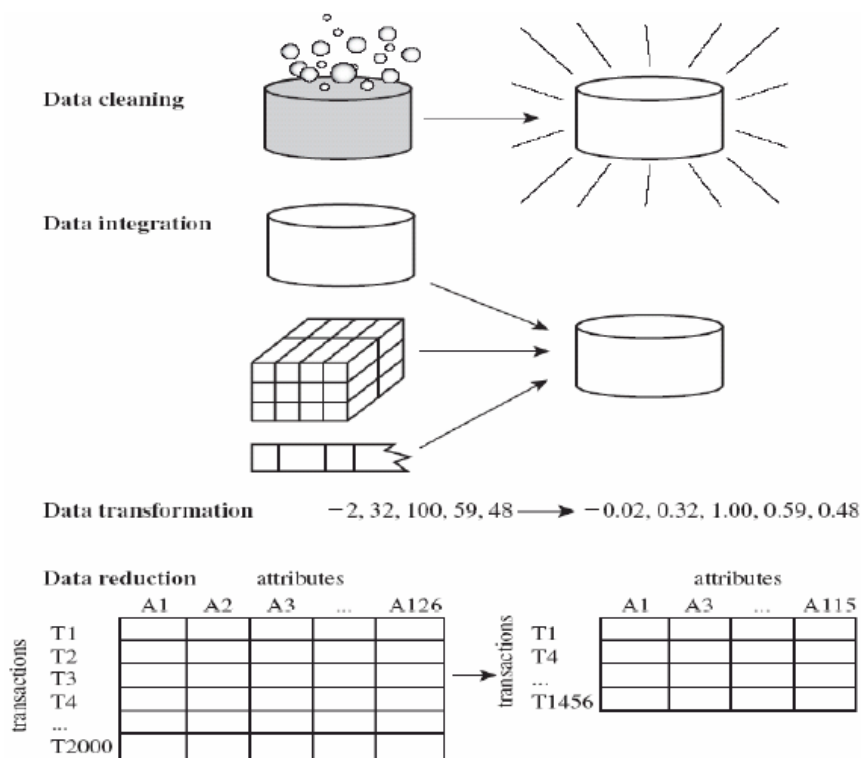 Data cleaning
Data integration
Data transformation −2, 32, 100, 59, 48 −0.02, 0.32, 1.00, 0.59, 0.48
Data reduction attributes
A1 A2 A3 ... A126
transactions
T1
T2
T3
T4
...
T2000
attributes
A1 A3 ... A115
transactions
T1
T4
...
T1456